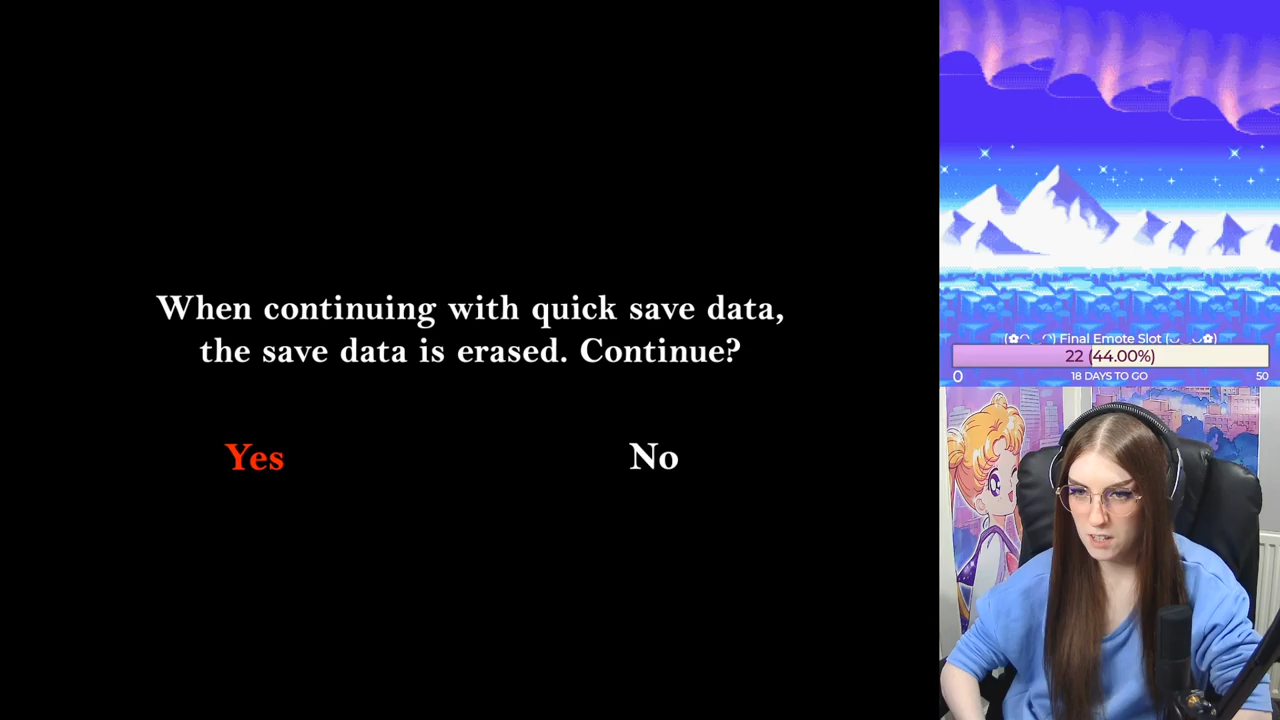 When continuing with quick save data,
the save data is erased. Continue?
Yes
No
Final Emote Slot
22 (44.00%)
0
18 DAYS TO GO
50